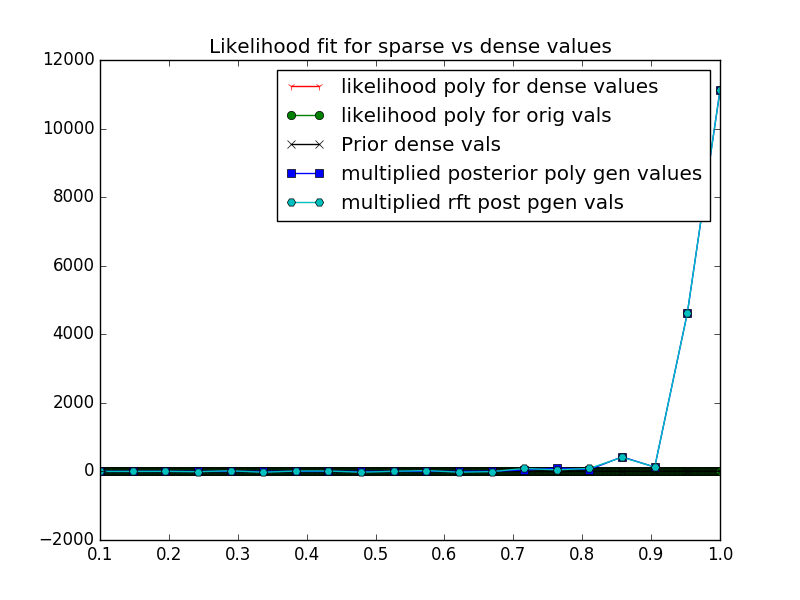 Likelihood fit for sparse vs dense values
12000
10000
8000
6000
4000
2000
0
−2000
likelihood poly for dense values
likelihood poly for orig vals
Prior dense vals
multiplied posterior poly gen values
multiplied rft post pgen vals
0.1 0.2 0.3 0.4 0.5 0.6 0.7 0.8 0.9 1.0